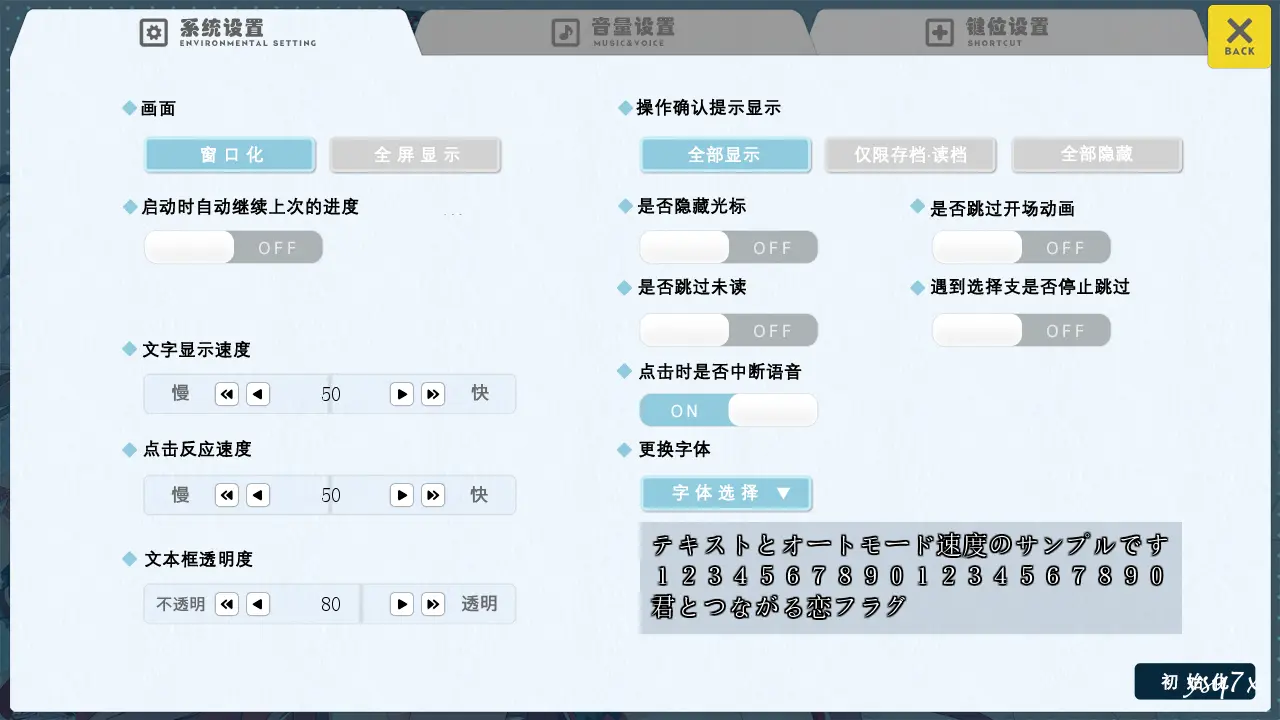 系统设置
ENVIRONMENTAL SETTING
音量设置
MUSIC&VOICE
键位设置
SHORTCUT
BACK
画面
窗口化 全屏显示
启动时自动继续上次的进度
OFF
文字显示速度
慢 50 快
点击反应速度
慢 50 快
文本框透明度
不透明 80 透明
操作确认提示显示
全部显示 仅限存档·读档 全部隐藏
是否隐藏光标 是否跳过开场动画
OFF OFF
是否跳过未读 遇到选择支是否停止跳过
OFF OFF
点击时是否中断语音
ON
更换字体
字体选择 ▼
テキストとオートモード速度のサンプルです
12345678901234567890
君とつながる恋フラグ
初始化